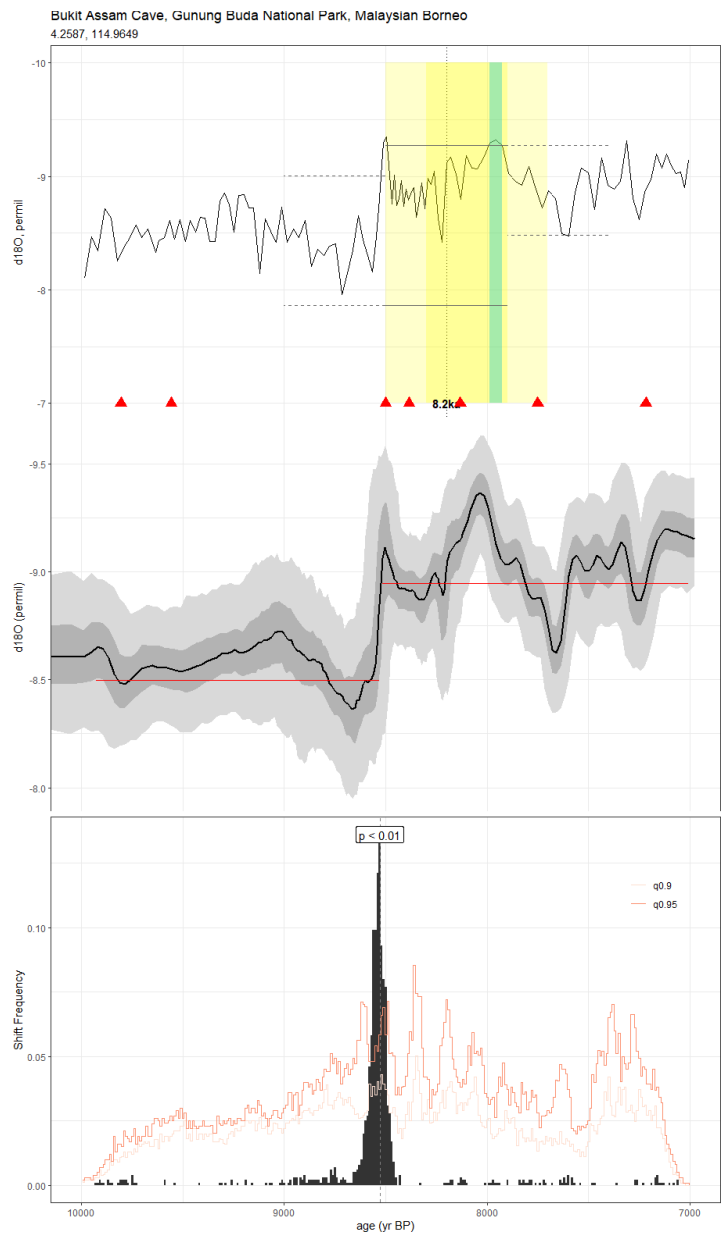 Bukit Assam Cave, Gunung Buda National Park, Malaysian Borneo
4.2587, 114.9649
-10
-9
-8
-7
d18O, permil
8.2k
-9.5
-9.0
-8.5
-8.0
d18O (permil)
p < 0.01
q0.9
q0.95
0.10
0.05
0.00
Shift Frequency
10000 9000 8000 7000
age (yr BP)